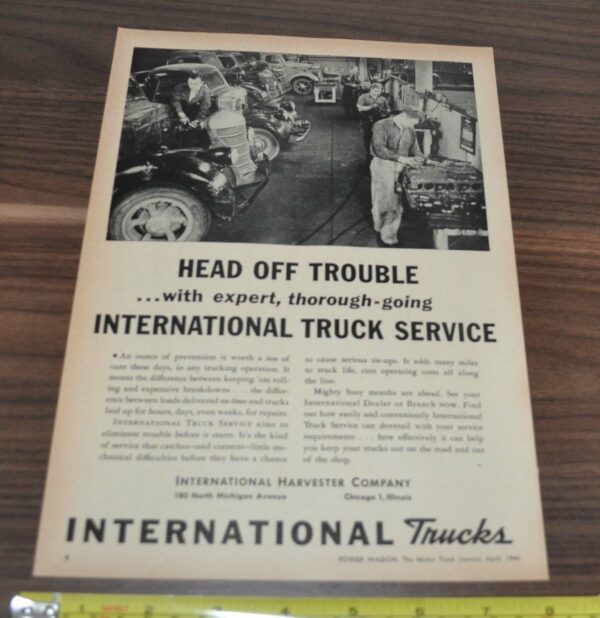 HEAD OFF TROUBLE
...with expert, thorough-going
INTERNATIONAL TRUCK SERVICE
• An ounce of prevention is worth a ton of
cure these days, in any trucking operation. It
means the difference between keeping 'em roll-
ing and expensive breakdowns . . . the differ-
ence between loads delivered on time and trucks
laid up for hours, days, even weeks, for repairs.
INTERNATIONAL TRUCK SERVICE aims to
eliminate trouble before it starts. It's the kind
of service that catches—and corrects—little me-
chanical difficulties before they have a chance
to cause serious tie-ups. It adds many miles
to truck life, cuts operating costs all along
the line.
Mighty busy months are ahead. See your
International Dealer or Branch NOW. Find
out how easily and conveniently International
Truck Service can dovetail with your service
requirements . . . how effectively it can help
you keep your trucks out on the road and out
of the shop.
INTERNATIONAL HARVESTER COMPANY
180 North Michigan Avenue Chicago 1, Illinois
INTERNATIONAL Trucks
POWER WAGON, The Motor Truck Journal, April,
1 2 3 4 5 6 7 8